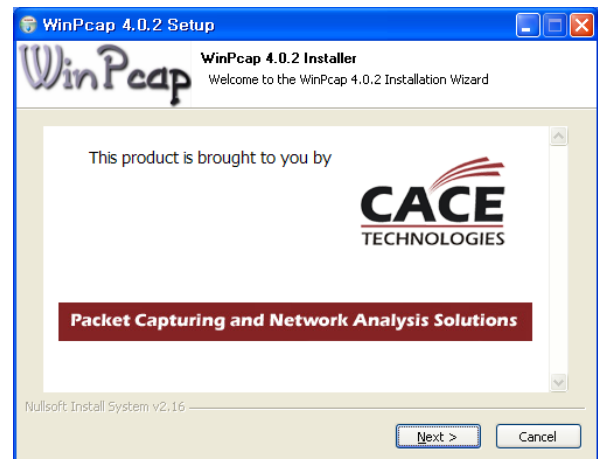 WinPcap 4.0.2 Setup
WinPcap
WinPcap 4.0.2 Installer
Welcome to the WinPcap 4.0.2 Installation Wizard
This product is brought to you by
CACE
TECHNOLOGIES
Packet Capturing and Network Analysis Solutions
Nullsoft Install System v2.16
Next >
Cancel